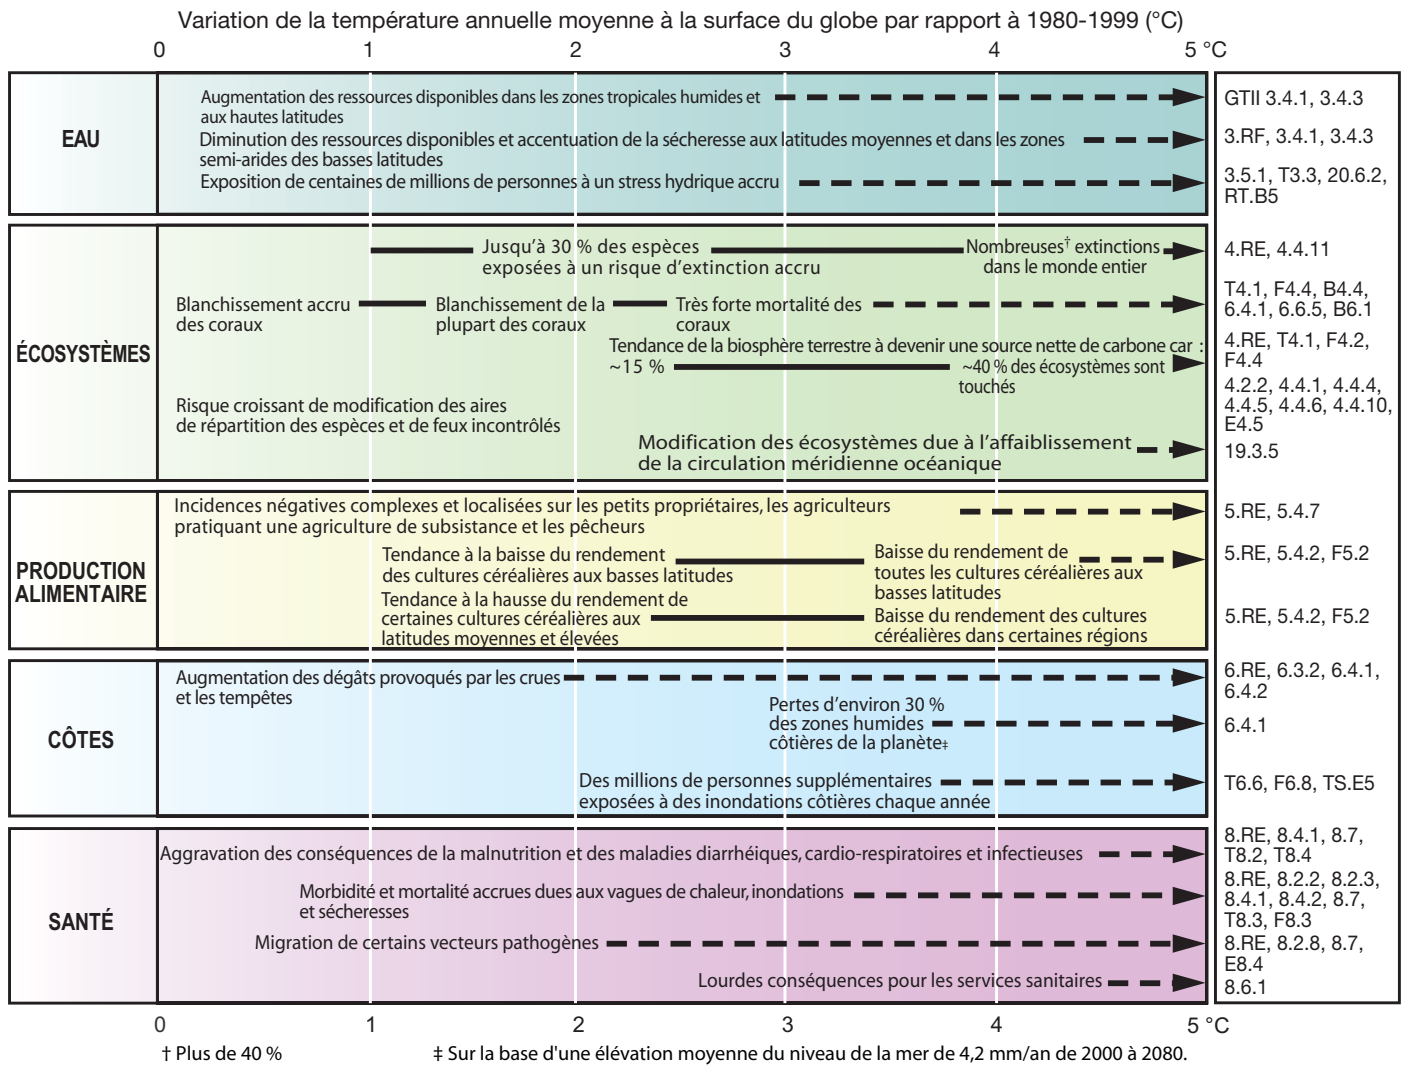 Variation de la température annuelle moyenne à la surface du globe par rapport à 1980-1999 (°C)
0 1 2 3 4 5 °C
EAU
Augmentation des ressources disponibles dans les zones tropicales humides et
aux hautes latitudes
GTII 3.4.1, 3.4.3
Diminution des ressources disponibles et accentuation de la sécheresse aux latitudes moyennes et dans les zones
semi-arides des basses latitudes
3.RF, 3.4.1, 3.4.3
Exposition de centaines de millions de personnes à un stress hydrique accru
3.5.1, T3.3, 20.6.2,
RT.B5
ÉCOSYSTÈMES
Jusqu'à 30 % des espèces
exposées à un risque d'extinction accru
Nombreuses† extinctions
dans le monde entier
4.RE, 4.4.11
Blanchissement accru
des coraux
Blanchissement de la
plupart des coraux
Très forte mortalité des
coraux
T4.1, F4.4, B4.4,
6.4.1, 6.6.5, B6.1
Tendance de la biosphère terrestre à devenir une source nette de carbone car :
~15 %
~40 % des écosystèmes sont
touchés
4.RE, T4.1, F4.2,
F4.4
Risque croissant de modification des aires
de répartition des espèces et de feux incontrôlés
4.2.2, 4.4.1, 4.4.4,
4.4.5, 4.4.6, 4.4.10,
E4.5
Modification des écosystèmes due à l'affaiblissement
de la circulation méridienne océanique
19.3.5
PRODUCTION
ALIMENTAIRE
Incidences négatives complexes et localisées sur les petits propriétaires, les agriculteurs
pratiquant une agriculture de subsistance et les pêcheurs
5.RE, 5.4.7
Tendance à la baisse du rendement
des cultures céréalières aux basses latitudes
Baisse du rendement de
toutes les cultures céréalières aux
basses latitudes
5.RE, 5.4.2, F5.2
Tendance à la hausse du rendement de
certaines cultures céréalières aux
latitudes moyennes et élevées
Baisse du rendement des cultures
céréalières dans certaines régions
5.RE, 5.4.2, F5.2
CÔTES
Augmentation des dégâts provoqués par les crues
et les tempêtes
6.RE, 6.3.2, 6.4.1,
6.4.2
Pertes d'environ 30 %
des zones humides
côtières de la planète‡
6.4.1
Des millions de personnes supplémentaires
exposées à des inondations côtières chaque année
T6.6, F6.8, TS.E5
SANTÉ
Aggravation des conséquences de la malnutrition et des maladies diarrhéiques, cardio-respiratoires et infectieuses
8.RE, 8.4.1, 8.7,
T8.2, T8.4
Morbidité et mortalité accrues dues aux vagues de chaleur, inondations
et sécheresses
8.RE, 8.2.2, 8.2.3,
8.4.1, 8.4.2, 8.7,
T8.3, F8.3
Migration de certains vecteurs pathogènes
8.RE, 8.2.8, 8.7,
E8.4
Lourdes conséquences pour les services sanitaires
8.6.1
0 1 2 3 4 5 °C
† Plus de 40 %
‡ Sur la base d'une élévation moyenne du niveau de la mer de 4,2 mm/an de 2000 à 2080.